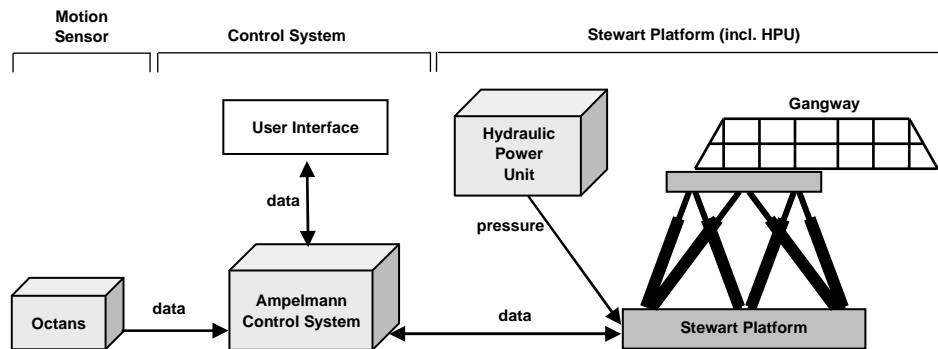 Motion
Sensor
Control System
Stewart Platform (incl. HPU)
User Interface
Hydraulic
Power
Unit
Gangway
data
pressure
Octans
data
Ampelmann
Control System
data
Stewart Platform